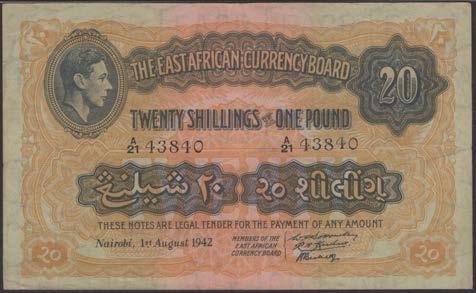 THE EAST AFRICAN CURRENCY BOARD
20
TWENTY SHILLINGS OR ONE POUND
A/21 43840 A/21 43840
٢٠ شيلينغ
૨૦ શીલીંગ
THESE NOTES ARE LEGAL TENDER FOR THE PAYMENT OF ANY AMOUNT
Nairobi, 1st August 1942
MEMBERS OF THE
EAST AFRICAN
CURRENCY BOARD
£20
£20